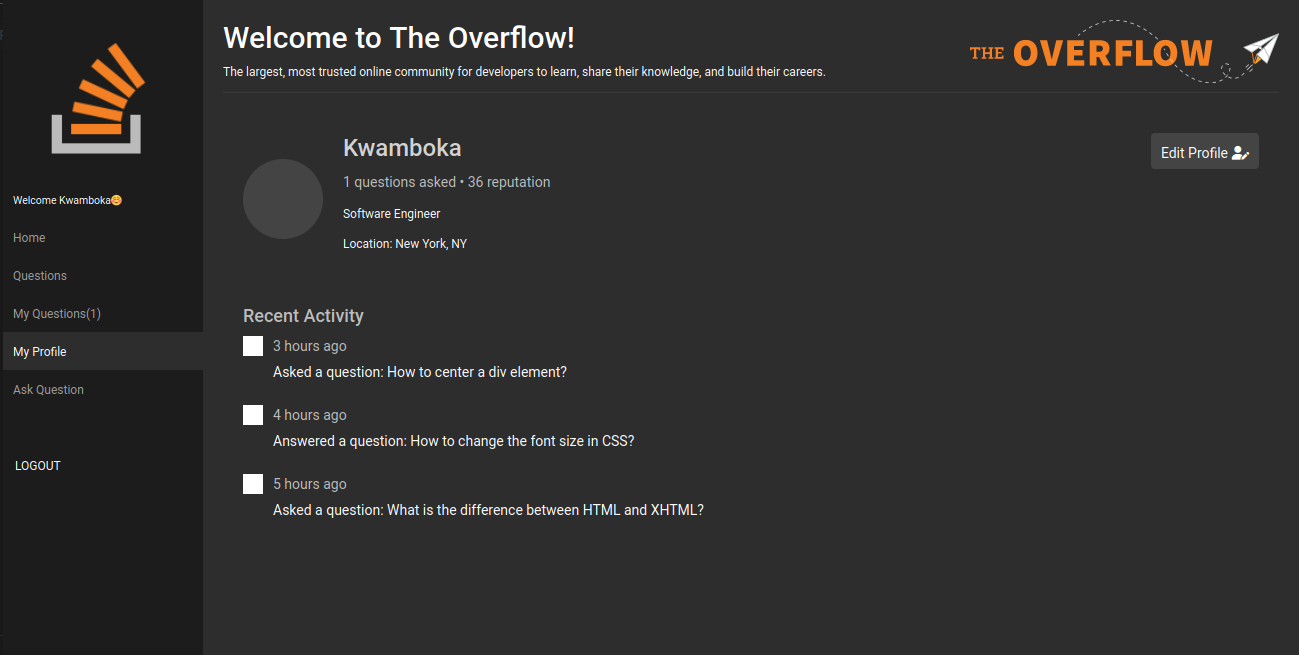 Welcome to The Overflow!
The largest, most trusted online community for developers to learn, share their knowledge, and build their careers.
THE OVERFLOW
Welcome Kwamboka😊
Home
Questions
My Questions(1)
My Profile
Ask Question
LOGOUT
Kwamboka
1 questions asked • 36 reputation
Software Engineer
Location: New York, NY
Edit Profile
Recent Activity
3 hours ago
Asked a question: How to center a div element?
4 hours ago
Answered a question: How to change the font size in CSS?
5 hours ago
Asked a question: What is the difference between HTML and XHTML?